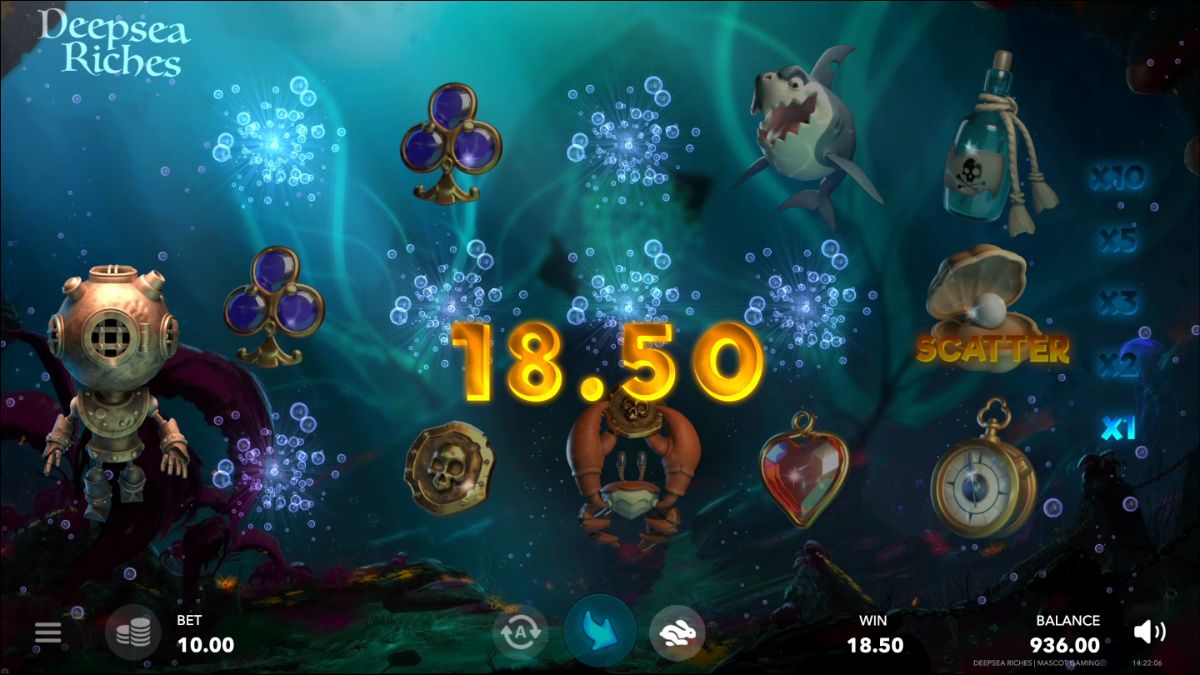 Deepsea
Riches
X10
X5
X3
X2
X1
SCATTER
18.50
BET
10.00
A
WIN
18.50
BALANCE
936.00
DEEPSEA RICHES | MASCOT GAMING©
14:22:06